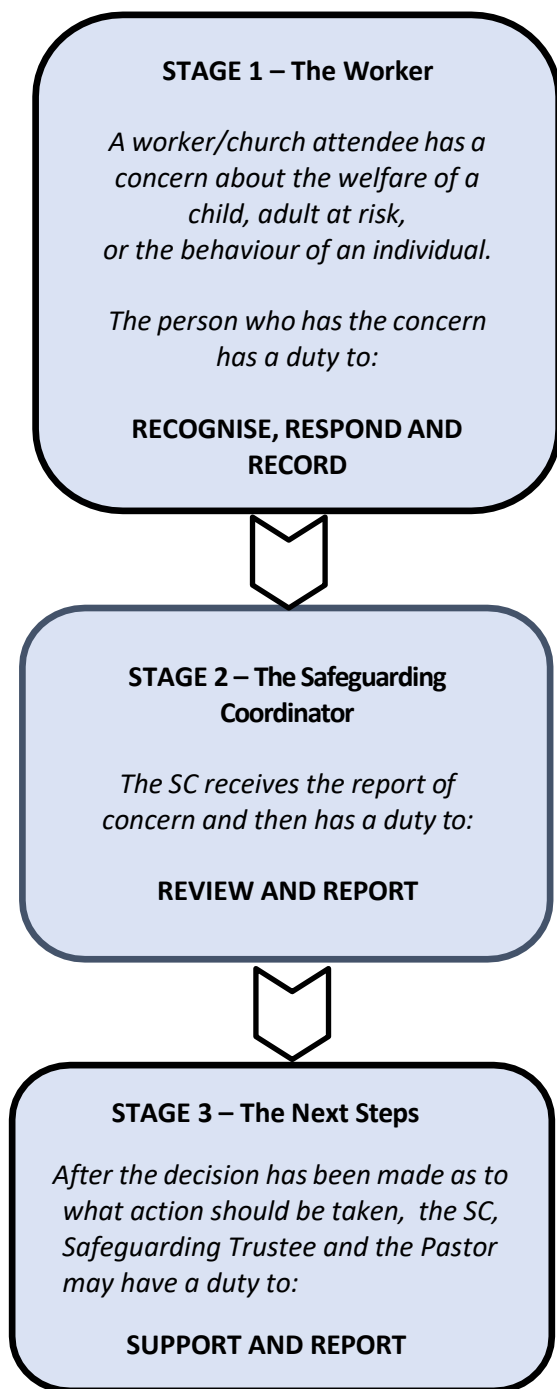 STAGE 1 – The Worker
A worker/church attendee has a
concern about the welfare of a
child, adult at risk,
or the behaviour of an individual.
The person who has the concern
has a duty to:
RECOGNISE, RESPOND AND
RECORD
STAGE 2 – The Safeguarding
Coordinator
The SC receives the report of
concern and then has a duty to:
REVIEW AND REPORT
STAGE 3 – The Next Steps
After the decision has been made as to
what action should be taken, the SC,
Safeguarding Trustee and the Pastor
may have a duty to:
SUPPORT AND REPORT